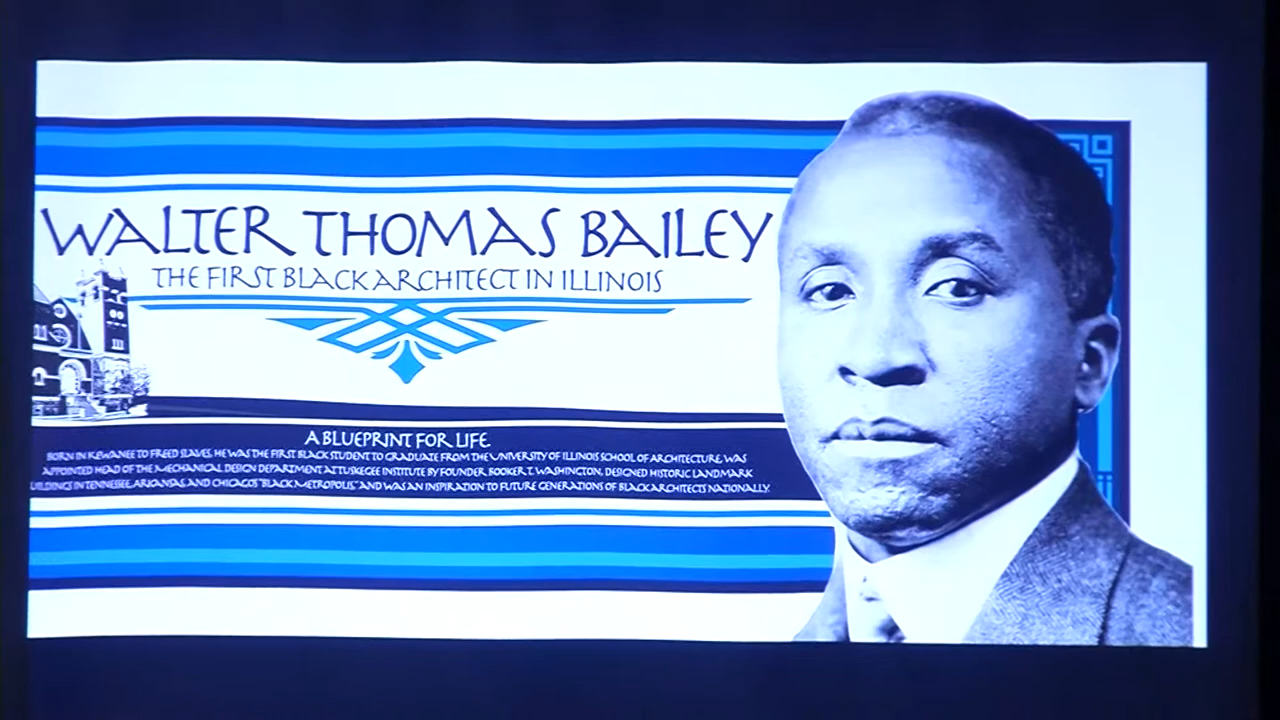 WALTER THOMAS BAILEY
THE FIRST BLACK ARCHITECT IN ILLINOIS
A BLUEPRINT FOR LIFE.
BORN IN KEWANEE TO FREED SLAVES, HE WAS THE FIRST BLACK STUDENT TO GRADUATE FROM THE UNIVERSITY OF ILLINOIS SCHOOL OF ARCHITECTURE, WAS
APPOINTED HEAD OF THE MECHANICAL DESIGN DEPARTMENT AT TUSKEGEE INSTITUTE BY FOUNDER, BOOKER T. WASHINGTON, DESIGNED HISTORIC LANDMARK
UILDINGS IN TENNESSEE, ARKANSAS, AND CHICAGO'S "BLACK METROPOLIS," AND WAS AN INSPIRATION TO FUTURE GENERATIONS OF BLACK ARCHITECTS NATIONALLY.